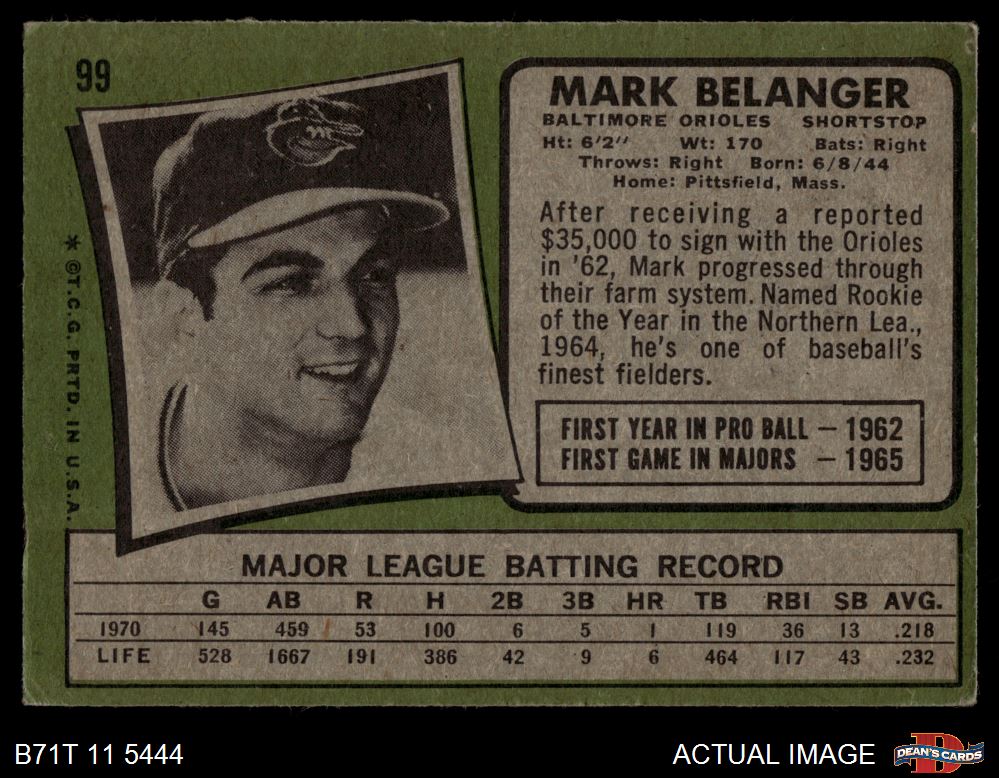 99
MARK BELANGER
BALTIMORE ORIOLES SHORTSTOP
Ht: 6'2" Wt: 170 Bats: Right
Throws: Right Born: 6/8/44
Home: Pittsfield, Mass.
After receiving a reported
$35,000 to sign with the Orioles
in '62, Mark progressed through
their farm system. Named Rookie
of the Year in the Northern Lea.,
1964, he's one of baseball's
finest fielders.
FIRST YEAR IN PRO BALL – 1962
FIRST GAME IN MAJORS – 1965
* ©T.C.G. PRTD. IN U.S.A.
MAJOR LEAGUE BATTING RECORD
G AB R H 2B 3B HR TB RBI SB AVG.
1970 145 459 53 100 6 5 1 119 36 13 .218
LIFE 528 1667 191 386 42 9 6 464 117 43 .232
B71T 11 5444
ACTUAL IMAGE
D
DEAN'S CARDS